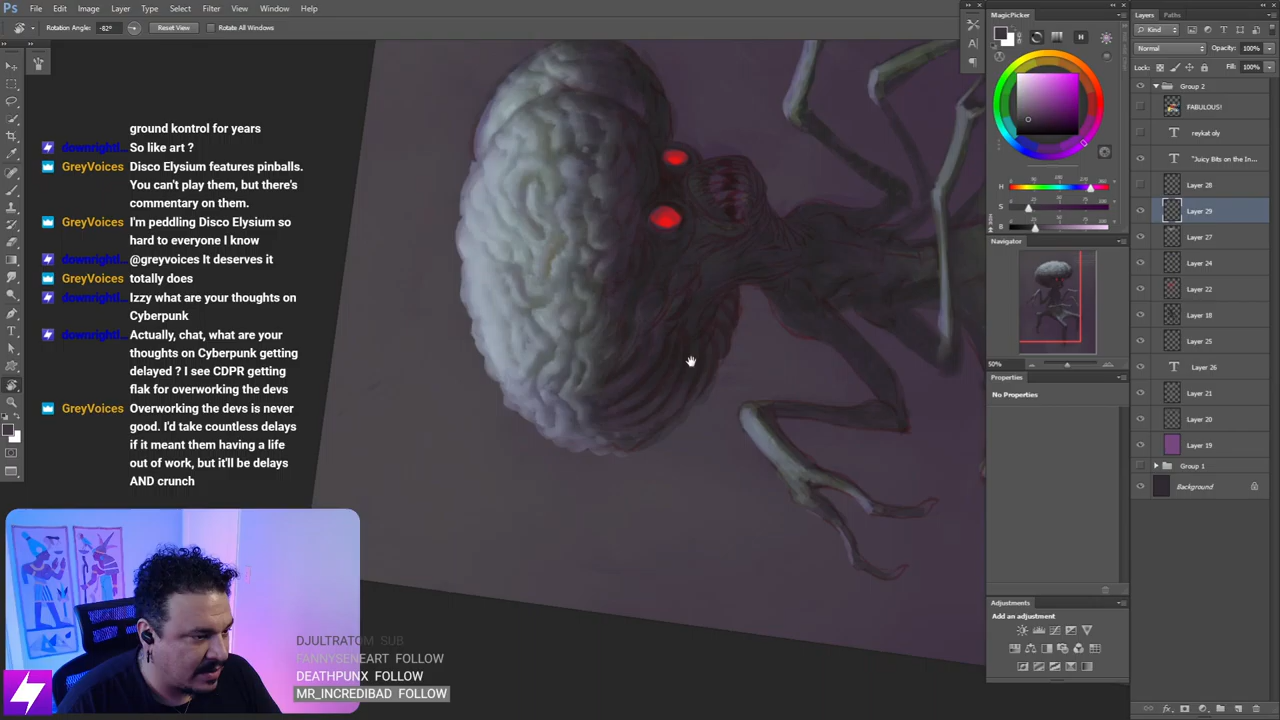 Ps File Edit Image Layer Type Select Filter View Window Help
Rotation Angle: -82° Reset View Rotate All Windows
ground kontrol for years
downrightl... So like art ?
GreyVoices Disco Elysium features pinballs.
You can't play them, but there's
commentary on them.
GreyVoices I'm peddling Disco Elysium so
hard to everyone I know
downrightl... @greyvoices It deserves it
GreyVoices totally does
downrightl... Izzy what are your thoughts on
Cyberpunk
downrightl... Actually, chat, what are your
thoughts on Cyberpunk getting
delayed ? I see CDPR getting
flak for overworking the devs
GreyVoices Overworking the devs is never
good. I'd take countless delays
if it meant them having a life
out of work, but it'll be delays
AND crunch
DJULTRATOM SUB
FANNYSENEART FOLLOW
DEATHPUNX FOLLOW
MR_INCREDIBAD FOLLOW
MagicPicker
H
S
B
Navigator
50%
Properties
No Properties
Adjustments
Add an adjustment
Layers Paths
Kind
Normal Opacity: 100%
Lock: Fill: 100%
Group 2
FABULOUS!
reykat oly
"Juicy Bits on the In...
Layer 28
Layer 29
Layer 27
Layer 24
Layer 22
Layer 18
Layer 25
Layer 26
Layer 21
Layer 20
Layer 19
Group 1
Background